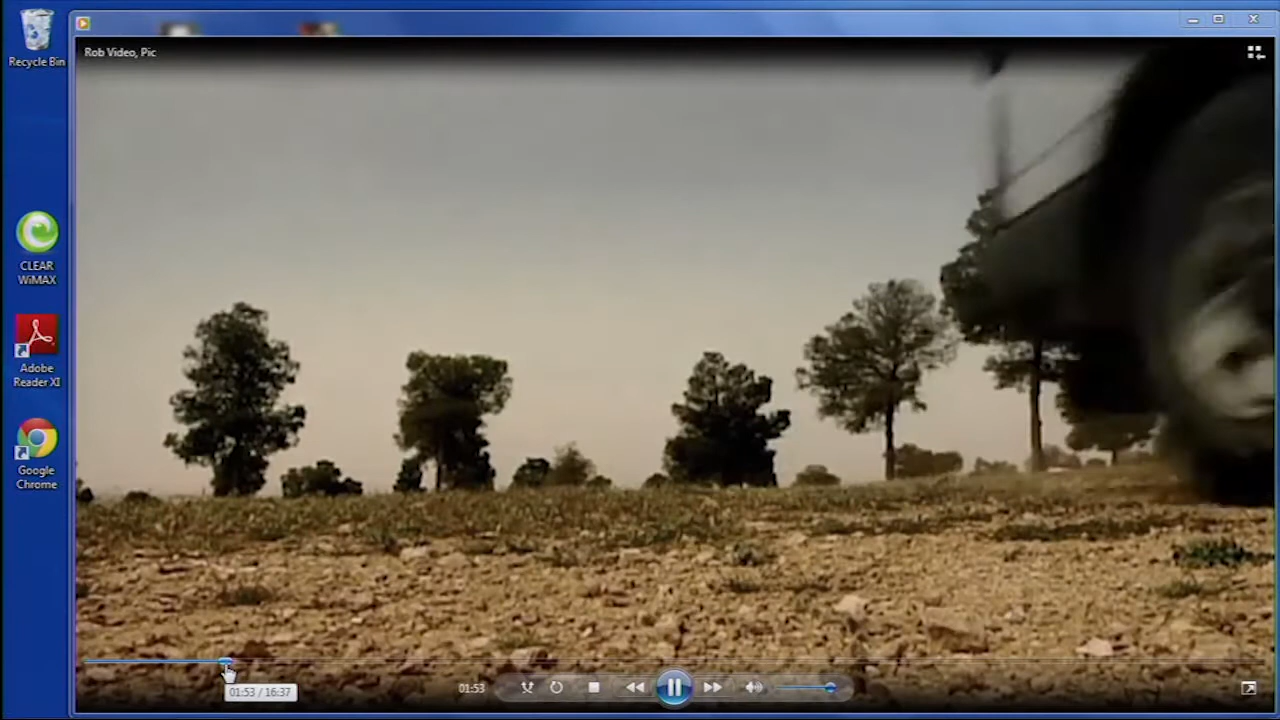 Recycle Bin
Rob Video, Pic
CLEAR
WiMAX
Adobe
Reader XI
Google
Chrome
01:53
01:53 / 16:37